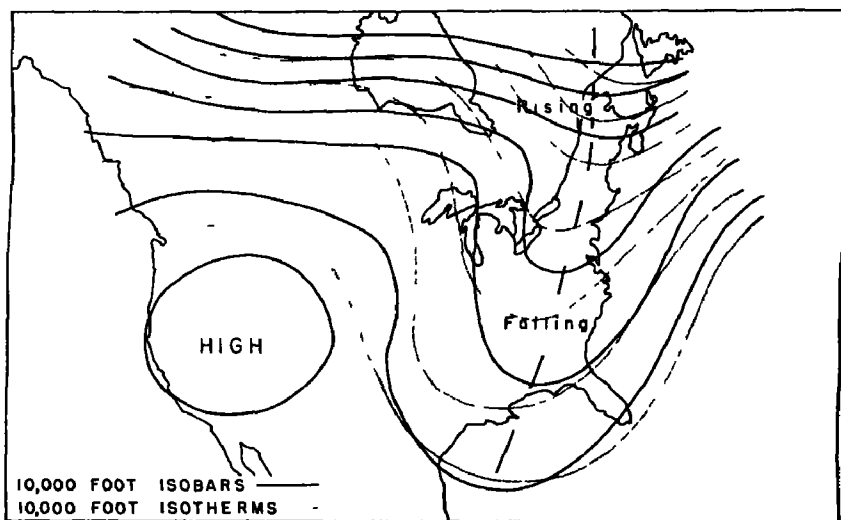 Rising
Falling
HIGH
10,000 FOOT ISOBARS
10,000 FOOT ISOTHERMS